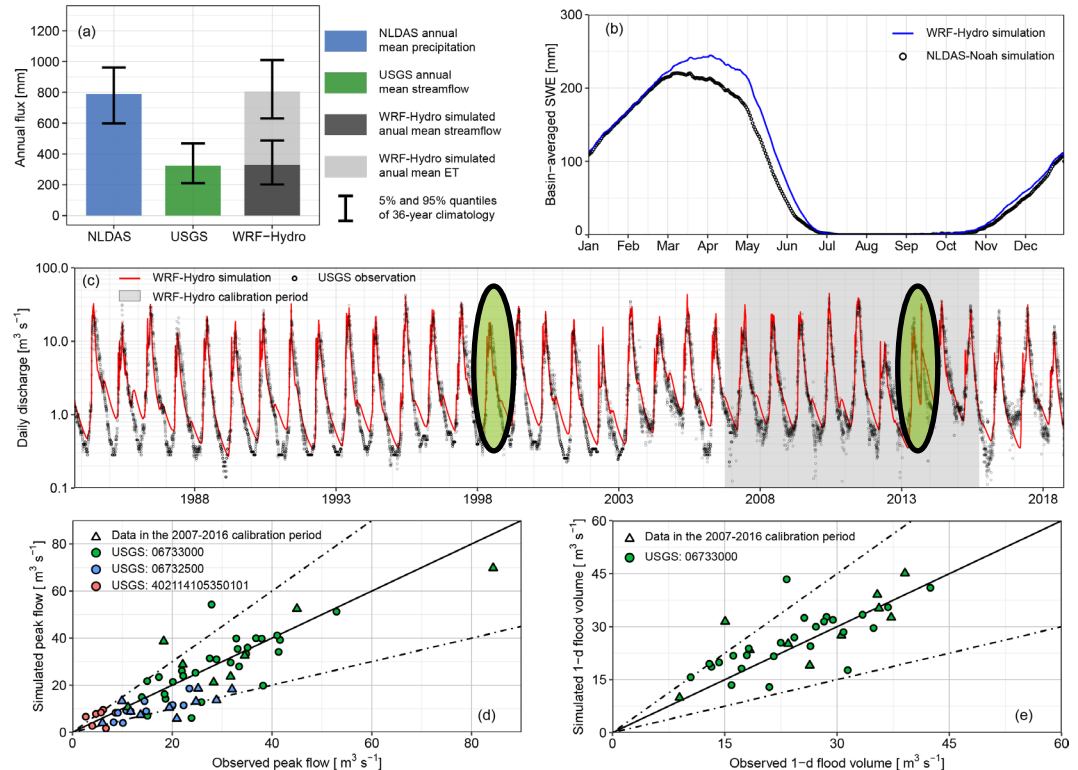 (a)
Annual flux [mm]
1200
1000
800
600
400
200
0
NLDAS
USGS
WRF−Hydro
NLDAS annual
mean precipitation
USGS annual
mean streamflow
WRF-Hydro simulated
anual mean streamflow
WRF-Hydro simulated
anual mean ET
5% and 95% quantiles
of 36-year climatology
(b)
WRF-Hydro simulation
NLDAS-Noah simulation
Basin−averaged SWE [mm]
300
200
100
0
Jan Feb Mar Apr May Jun Jul Aug Sep Oct Nov Dec
(c)
WRF-Hydro simulation
USGS observation
WRF-Hydro calibration period
Daily discharge [m³ s⁻¹]
100.0
10.0
1.0
0.1
1988 1993 1998 2003 2008 2013 2018
Simulated peak flow [ m³ s⁻¹]
80
60
40
20
0
Data in the 2007-2016 calibration period
USGS: 06733000
USGS: 06732500
USGS: 402114105350101
(d)
0 20 40 60 80
Observed peak flow [ m³ s⁻¹]
Simulated 1−d flood volume [ m³ s⁻¹]
60
45
30
15
0
Data in the 2007-2016 calibration period
USGS: 06733000
(e)
0 15 30 45 60
Observed 1−d flood volume [ m³ s⁻¹]